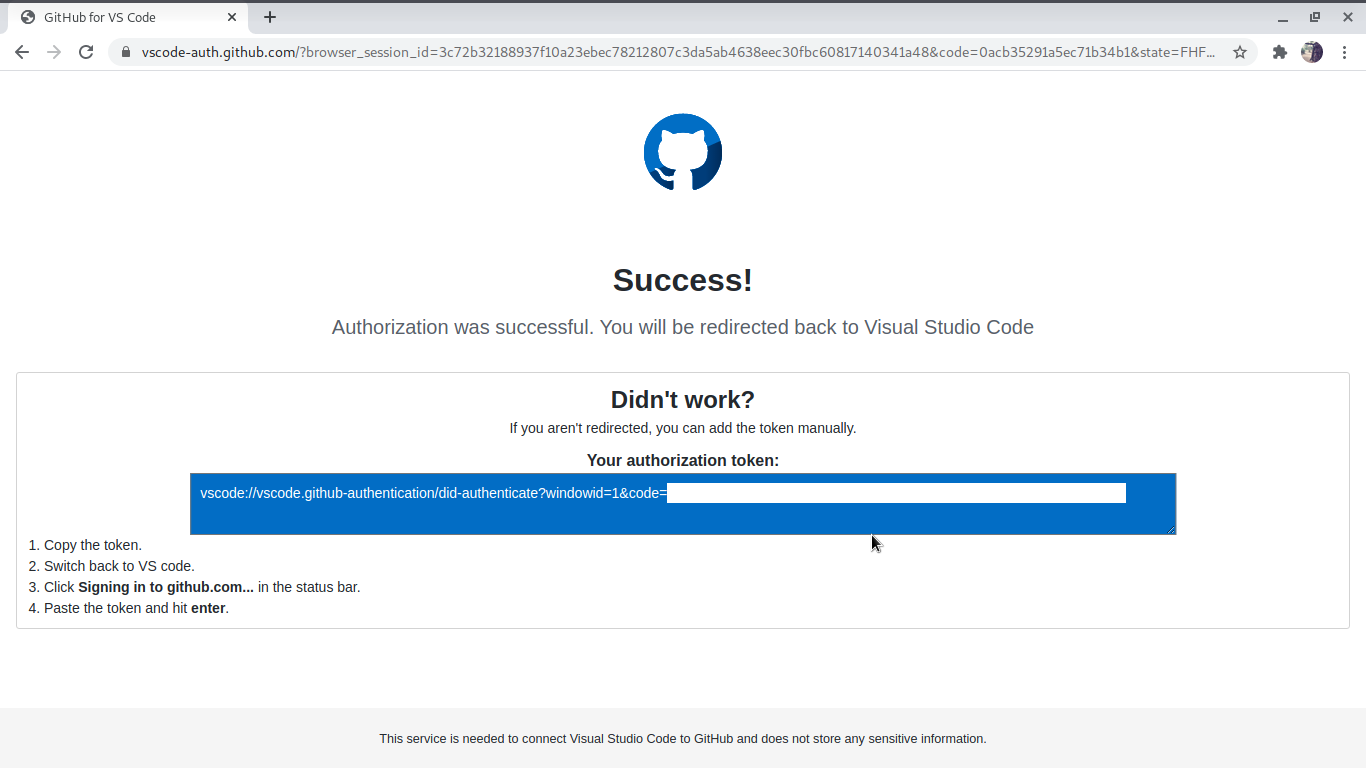 GitHub for VS Code
vscode-auth.github.com/?browser_session_id=3c72b32188937f10a23ebec78212807c3da5ab4638eec30fbc60817140341a48&code=0acb35291a5ec71b34b1&state=FHF...
Success!
Authorization was successful. You will be redirected back to Visual Studio Code
Didn't work?
If you aren't redirected, you can add the token manually.
Your authorization token:
vscode://vscode.github-authentication/did-authenticate?windowid=1&code=
1. Copy the token.
2. Switch back to VS code.
3. Click Signing in to github.com... in the status bar.
4. Paste the token and hit enter.
This service is needed to connect Visual Studio Code to GitHub and does not store any sensitive information.